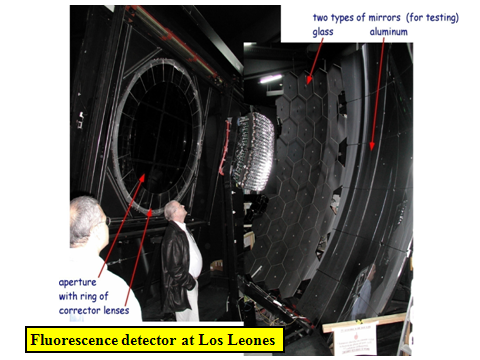 two types of mirrors (for testing)
glass aluminum
aperture
with ring of
corrector lenses
Fluorescence detector at Los Leones